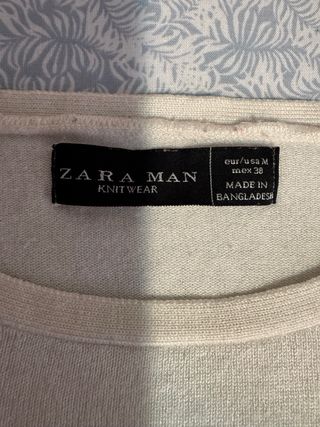 ZARA MAN
KNITWEAR
eur/usa M
mex 38
MADE IN
BANGLADESH